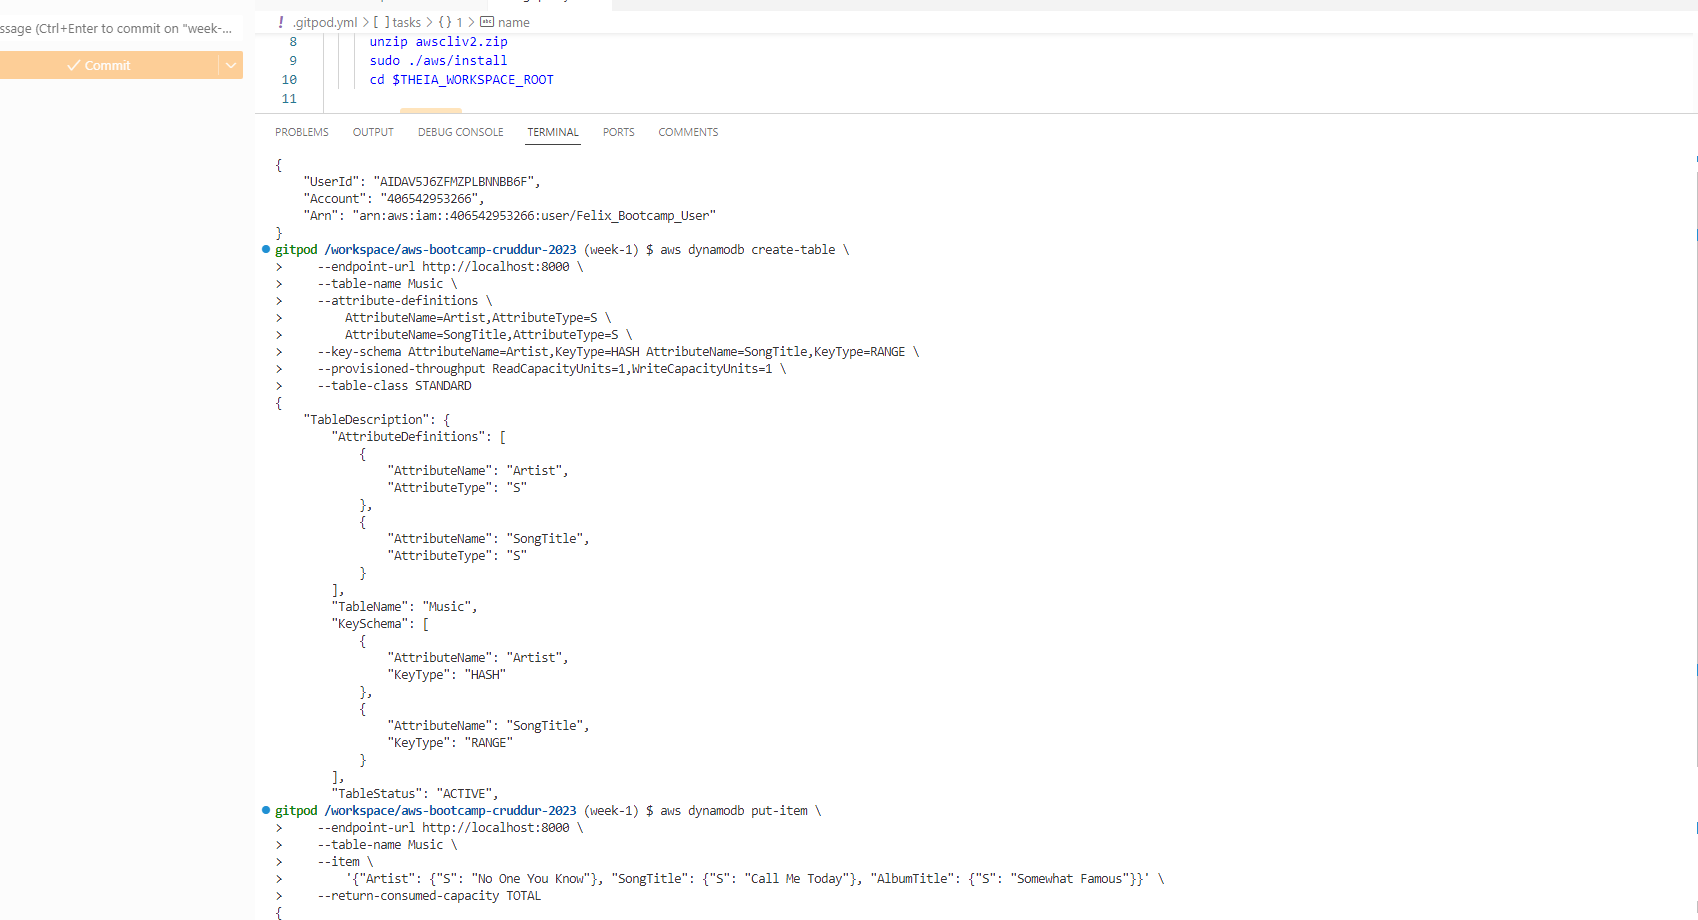 ssage (Ctrl+Enter to commit on "week-...
Commit
! .gitpod.yml > [ ] tasks > {} 1 > abc name
8 unzip awscliv2.zip
9 sudo ./aws/install
10 cd $THEIA_WORKSPACE_ROOT
11
PROBLEMS OUTPUT DEBUG CONSOLE TERMINAL PORTS COMMENTS
{
    "UserId": "AIDAV5J6ZFMZPLBNNBB6F",
    "Account": "406542953266",
    "Arn": "arn:aws:iam::406542953266:user/Felix_Bootcamp_User"
}
gitpod /workspace/aws-bootcamp-cruddur-2023 (week-1) $ aws dynamodb create-table \
>     --endpoint-url http://localhost:8000 \
>     --table-name Music \
>     --attribute-definitions \
>         AttributeName=Artist,AttributeType=S \
>         AttributeName=SongTitle,AttributeType=S \
>     --key-schema AttributeName=Artist,KeyType=HASH AttributeName=SongTitle,KeyType=RANGE \
>     --provisioned-throughput ReadCapacityUnits=1,WriteCapacityUnits=1 \
>     --table-class STANDARD
{
    "TableDescription": {
        "AttributeDefinitions": [
            {
                "AttributeName": "Artist",
                "AttributeType": "S"
            },
            {
                "AttributeName": "SongTitle",
                "AttributeType": "S"
            }
        ],
        "TableName": "Music",
        "KeySchema": [
            {
                "AttributeName": "Artist",
                "KeyType": "HASH"
            },
            {
                "AttributeName": "SongTitle",
                "KeyType": "RANGE"
            }
        ],
        "TableStatus": "ACTIVE",
gitpod /workspace/aws-bootcamp-cruddur-2023 (week-1) $ aws dynamodb put-item \
>     --endpoint-url http://localhost:8000 \
>     --table-name Music \
>     --item \
>         '{"Artist": {"S": "No One You Know"}, "SongTitle": {"S": "Call Me Today"}, "AlbumTitle": {"S": "Somewhat Famous"}}' \
>     --return-consumed-capacity TOTAL
{